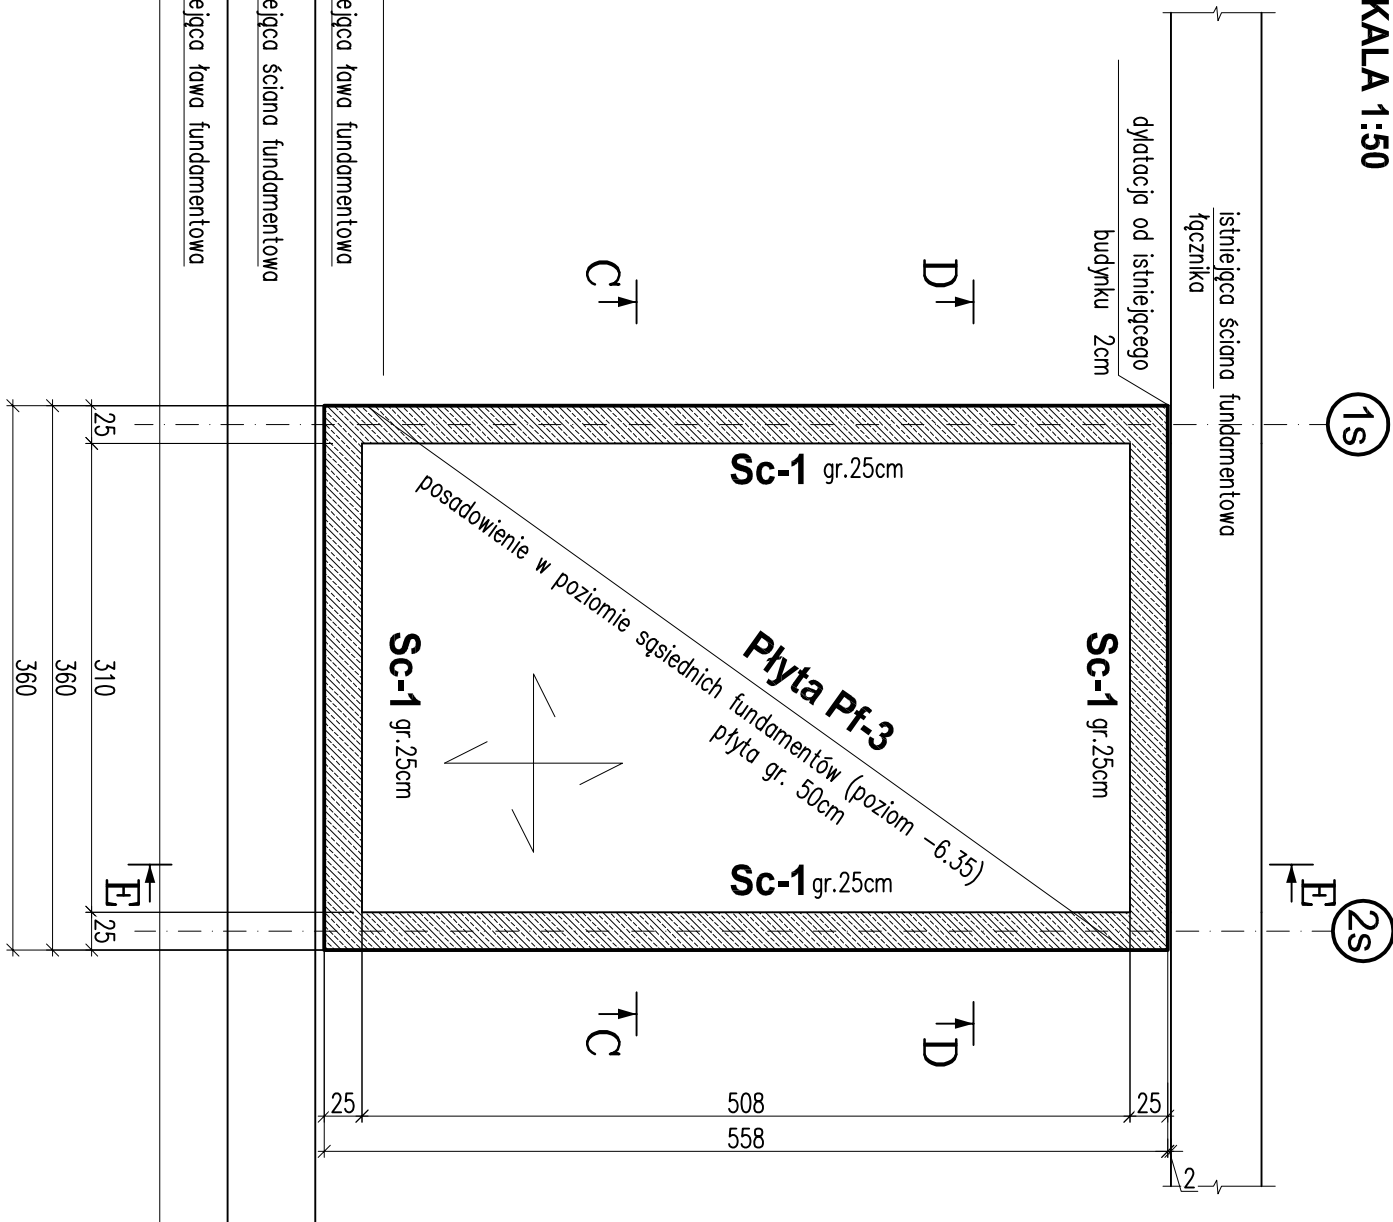 KALA 1:50
1s
2s
istniejąca ściana fundamentowa
łącznika
dylatacja od istniejącego
budynku 2cm
D
D
C
C
E
E
Sc-1 gr.25cm
Sc-1 gr.25cm
Sc-1 gr.25cm
Sc-1 gr.25cm
Płyta Pf-3
posadowienie w poziomie sąsiednich fundamentów (poziom -6.35)
płyta gr. 50cm
ejąca ława fundamentowa
ejąca ściana fundamentowa
ejąca ława fundamentowa
25
310
25
360
360
25
508
25
558
2